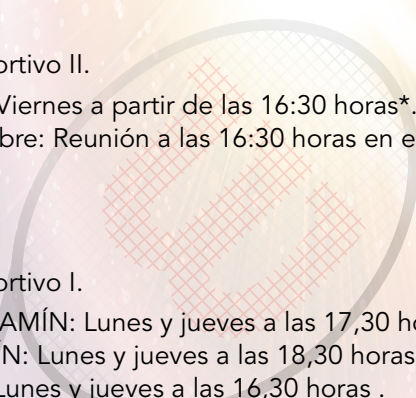 ortivo II.
Viernes a partir de las 16:30 horas*.
bre: Reunión a las 16:30 horas en e
ortivo I.
AMÍN: Lunes y jueves a las 17,30 ho
N: Lunes y jueves a las 18,30 horas
Lunes y jueves a las 16,30 horas .